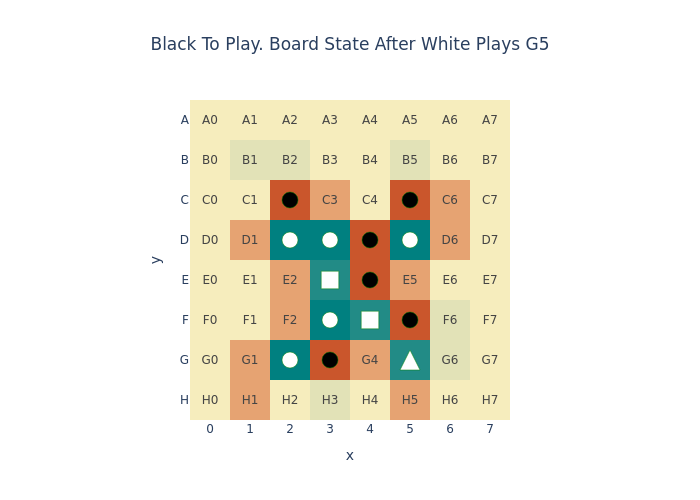 Black To Play. Board State After White Plays G5
A A0 A1 A2 A3 A4 A5 A6 A7
B B0 B1 B2 B3 B4 B5 B6 B7
C C0 C1 C3 C4 C6 C7
D D0 D1 D6 D7
E E0 E1 E2 E5 E6 E7
F F0 F1 F2 F6 F7
G G0 G1 G4 G6 G7
H H0 H1 H2 H3 H4 H5 H6 H7
0 1 2 3 4 5 6 7
x
y